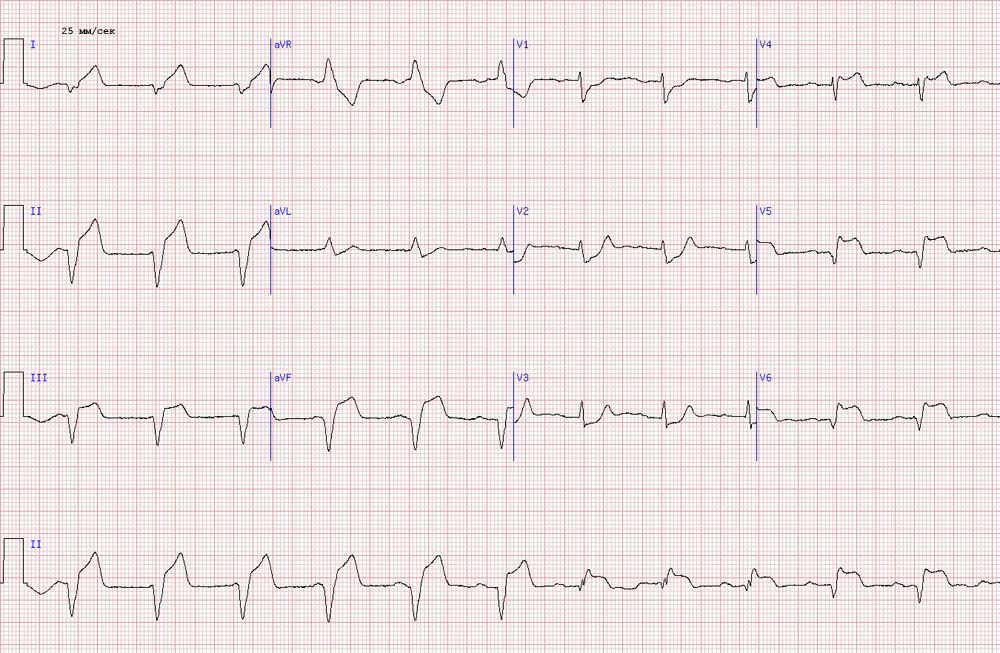 25 мм/сек
I aVR V1 V4
II aVL V2 V5
III aVF V3 V6
II